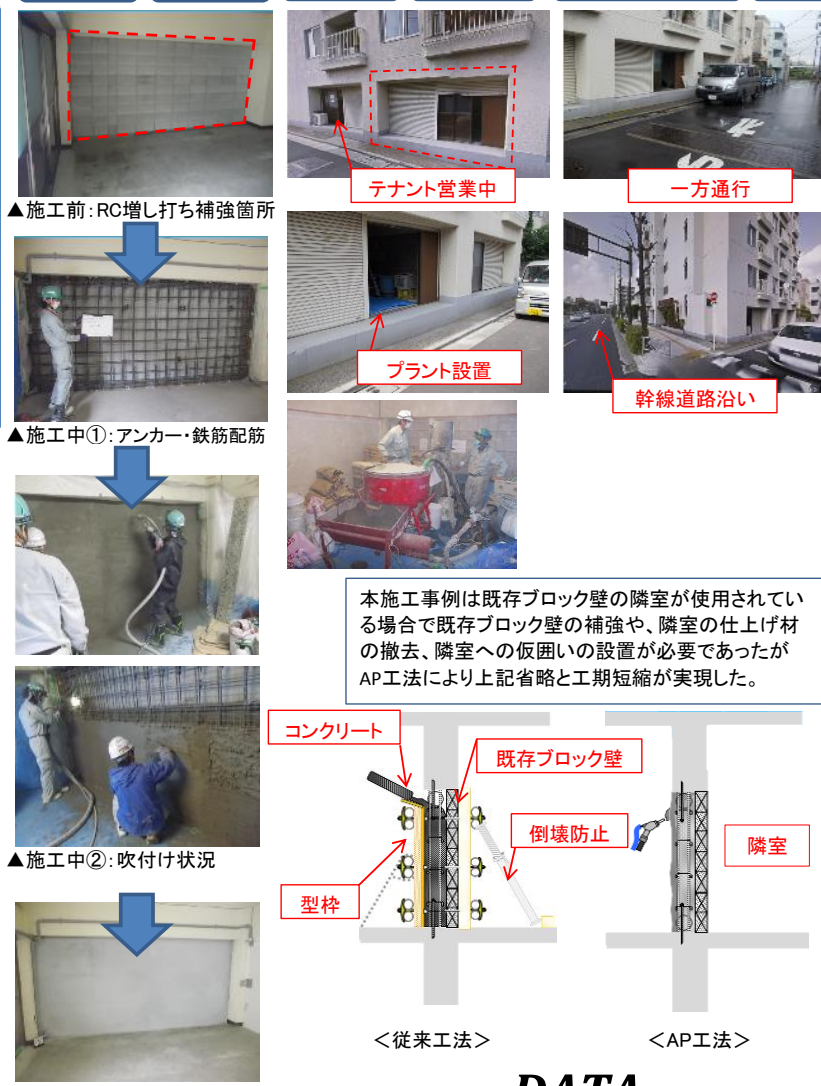 テナント営業中
一方通行
▲施工前：RC増し打ち補強箇所
プラント設置
幹線道路沿い
▲施工中①：アンカー・鉄筋配筋
本施工事例は既存ブロック壁の隣室が使用されてい
る場合で既存ブロック壁の補強や、隣室の仕上げ材
の撤去、隣室への仮囲いの設置が必要であったが
AP工法により上記省略と工期短縮が実現した。
▲施工中②：吹付け状況
コンクリート
既存ブロック壁
倒壊防止
型枠
隣室
＜従来工法＞
＜AP工法＞
DATA